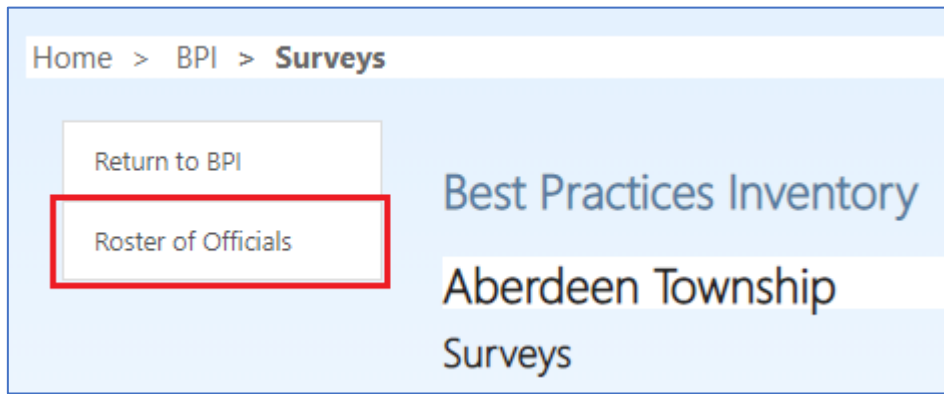 Home > BPI > Surveys
Return to BPI
Roster of Officials
Best Practices Inventory
Aberdeen Township
Surveys